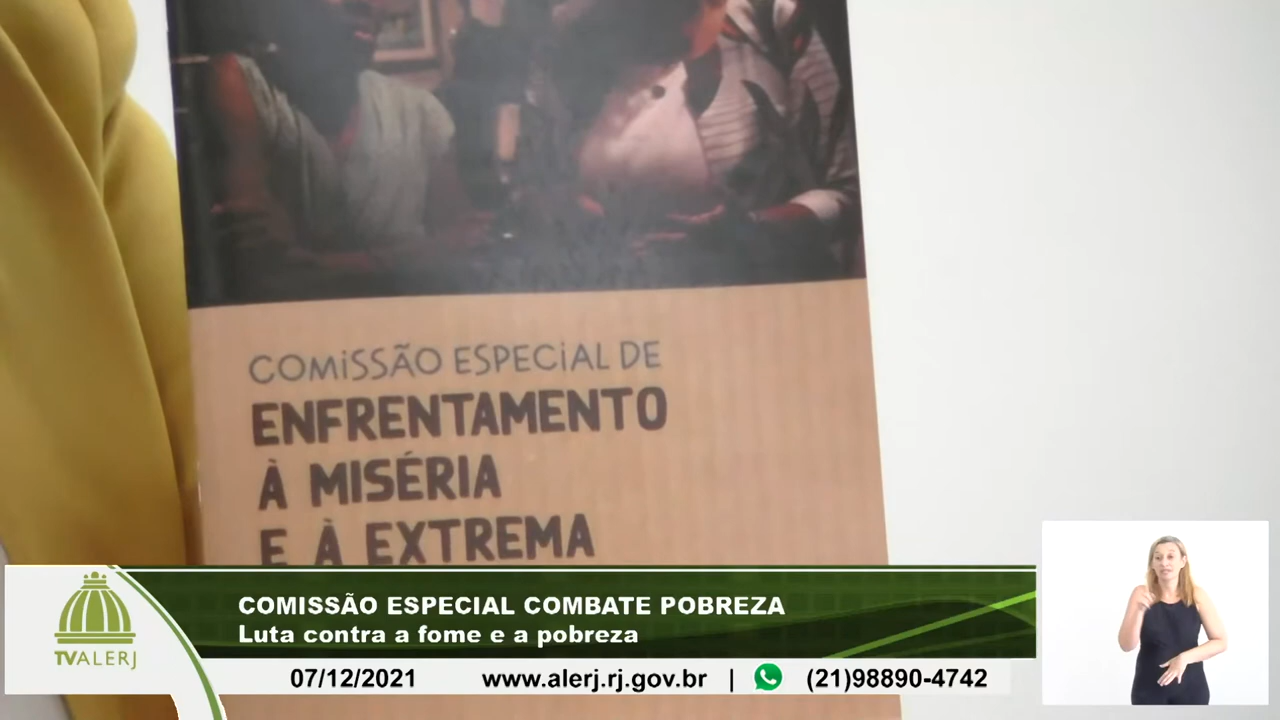 COMISSÃO ESPECIAL DE
ENFRENTAMENTO
À MISÉRIA
E À EXTREMA
COMISSÃO ESPECIAL COMBATE POBREZA
Luta contra a fome e a pobreza
TVALERJ
07/12/2021 www.alerj.rj.gov.br | (21)98890-4742